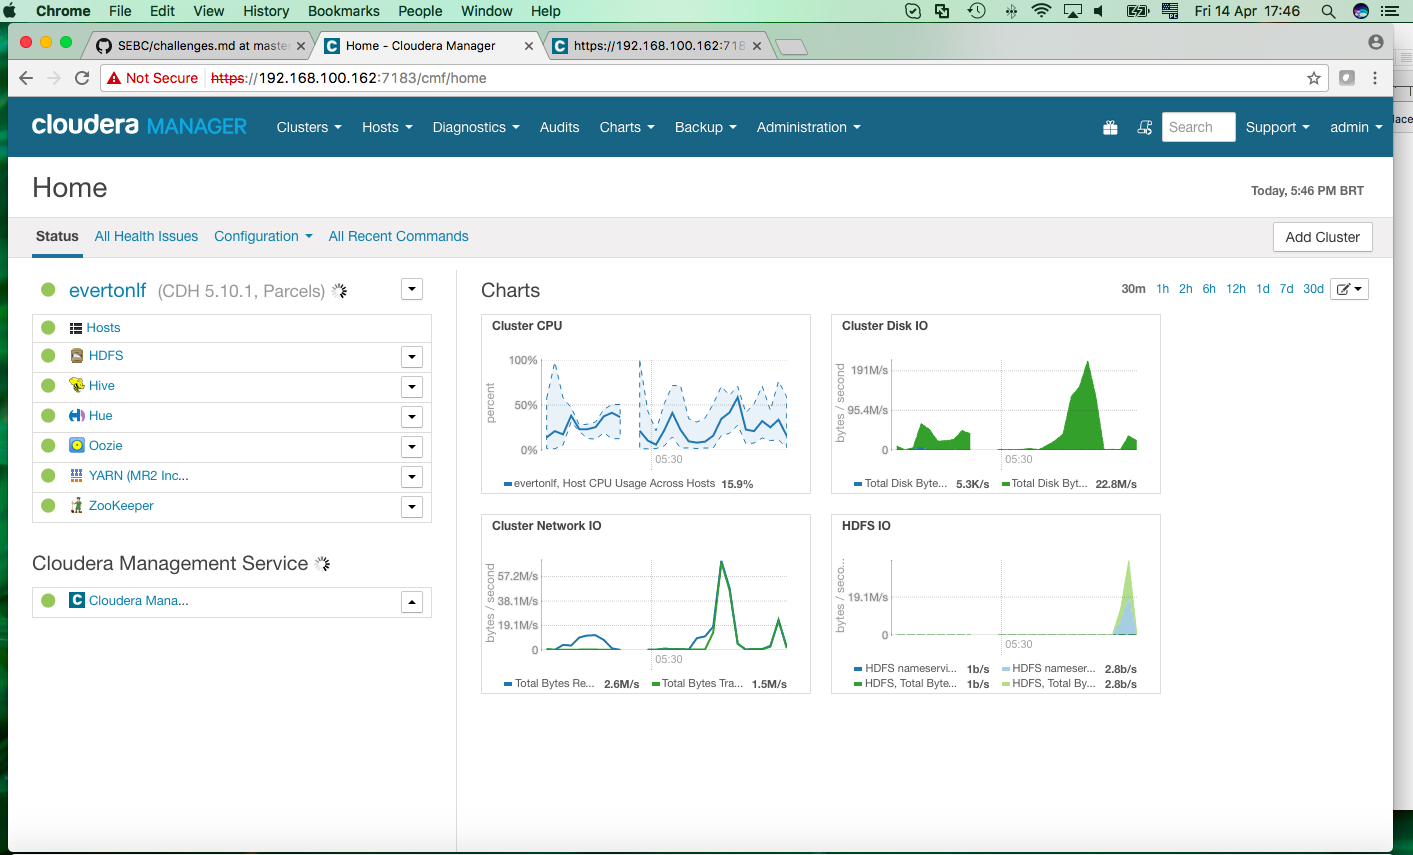 Chrome File Edit View History Bookmarks People Window Help Fri 14 Apr 17:46
SEBC/challenges.md at master Home - Cloudera Manager https://192.168.100.162:718
Not Secure https://192.168.100.162:7183/cmf/home
cloudera MANAGER Clusters Hosts Diagnostics Audits Charts Backup Administration Search Support admin
Home
Today, 5:46 PM BRT
Status All Health Issues Configuration All Recent Commands Add Cluster
evertonlf (CDH 5.10.1, Parcels)
Hosts
HDFS
Hive
Hue
Oozie
YARN (MR2 Inc...
ZooKeeper
Cloudera Management Service
Cloudera Mana...
Charts
30m 1h 2h 6h 12h 1d 7d 30d
Cluster CPU
percent
100%
50%
0%
05:30
evertonlf, Host CPU Usage Across Hosts 15.9%
Cluster Disk IO
bytes / second
191M/s
95.4M/s
0
05:30
Total Disk Byte... 5.3K/s Total Disk Byt... 22.8M/s
Cluster Network IO
bytes / second
57.2M/s
38.1M/s
19.1M/s
0
05:30
Total Bytes Re... 2.6M/s Total Bytes Tra... 1.5M/s
HDFS IO
bytes / seco...
19.1M/s
0
05:30
HDFS nameservi... 1b/s HDFS nameser... 2.8b/s
HDFS, Total Byte... 1b/s HDFS, Total By... 2.8b/s